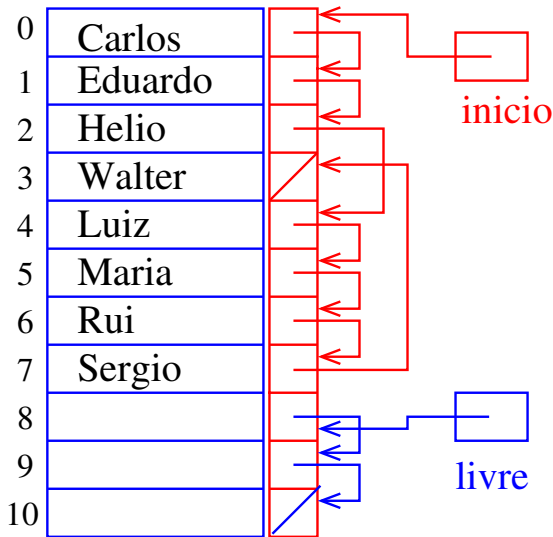 0 Carlos
1 Eduardo
inicio
2 Helio
3 Walter
4 Luiz
5 Maria
6 Rui
7 Sergio
8
9
livre
10